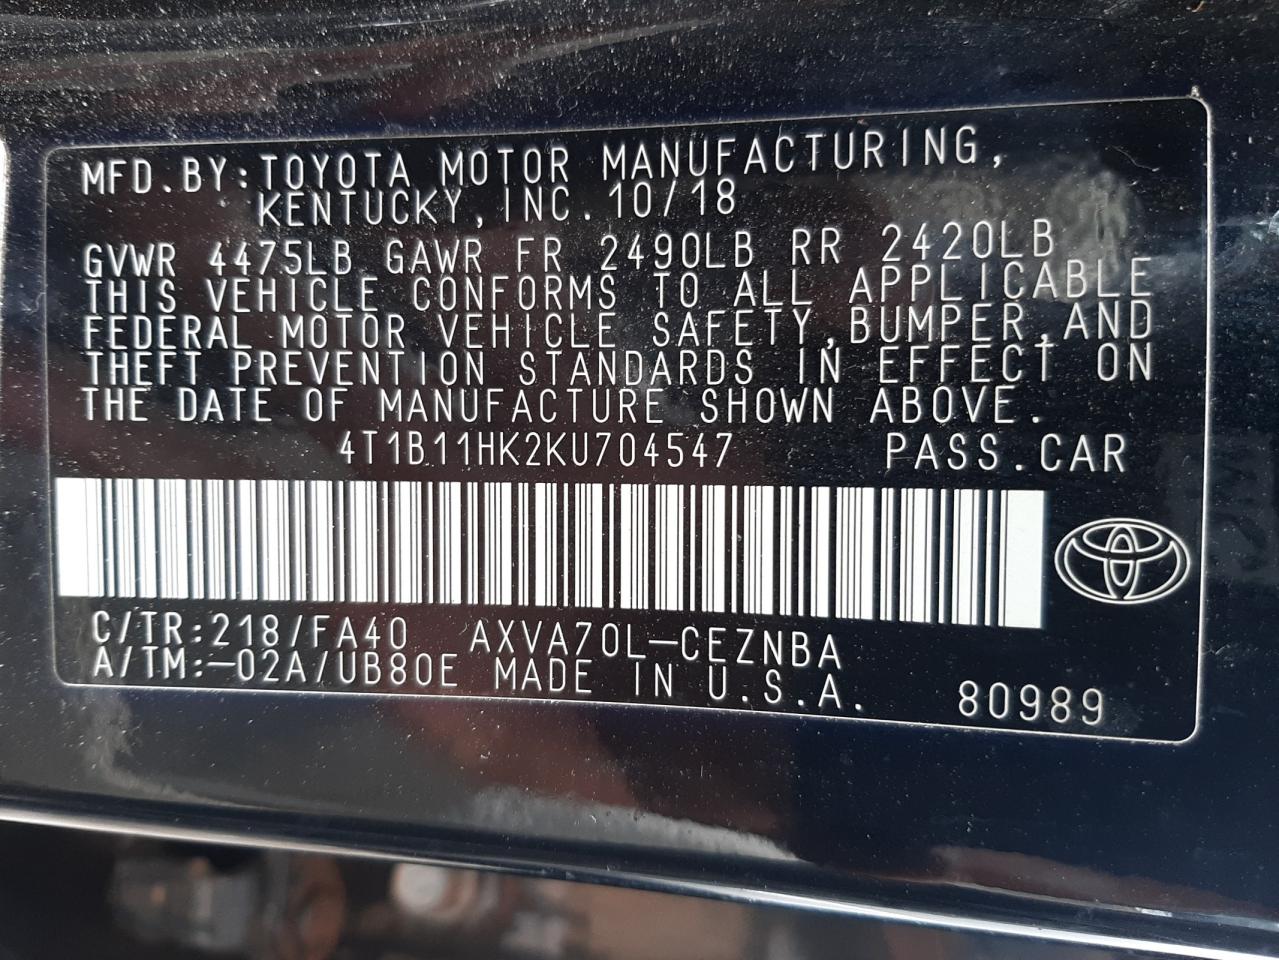 MFD.BY:TOYOTA MOTOR MANUFACTURING,
KENTUCKY,INC.10/18
GVWR 4475LB GAWR FR 2490LB RR 2420LB
THIS VEHICLE CONFORMS TO ALL APPLICABLE
FEDERAL MOTOR VEHICLE SAFETY,BUMPER,AND
THEFT PREVENTION STANDARDS IN EFFECT ON
THE DATE OF MANUFACTURE SHOWN ABOVE.
4T1B11HK2KU704547 PASS.CAR
C/TR:218/FA40 AXVA70L-CEZNBA
A/TM:-02A/UB80E MADE IN U.S.A. 80989